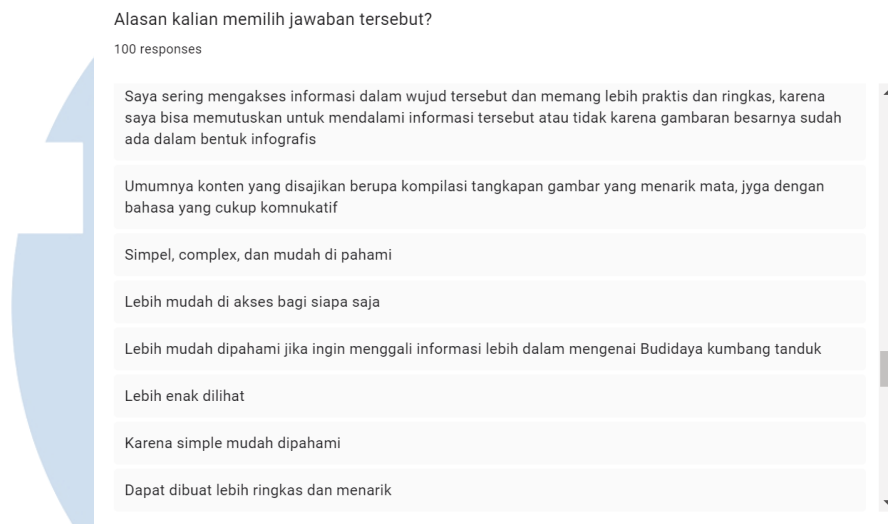 Alasan kalian memilih jawaban tersebut?
100 responses
Saya sering mengakses informasi dalam wujud tersebut dan memang lebih praktis dan ringkas, karena
saya bisa memutuskan untuk mendalami informasi tersebut atau tidak karena gambaran besarnya sudah
ada dalam bentuk infografis
Umumnya konten yang disajikan berupa kompilasi tangkapan gambar yang menarik mata, jyga dengan
bahasa yang cukup komnukatif
Simpel, complex, dan mudah di pahami
Lebih mudah di akses bagi siapa saja
Lebih mudah dipahami jika ingin menggali informasi lebih dalam mengenai Budidaya kumbang tanduk
Lebih enak dilihat
Karena simple mudah dipahami
Dapat dibuat lebih ringkas dan menarik